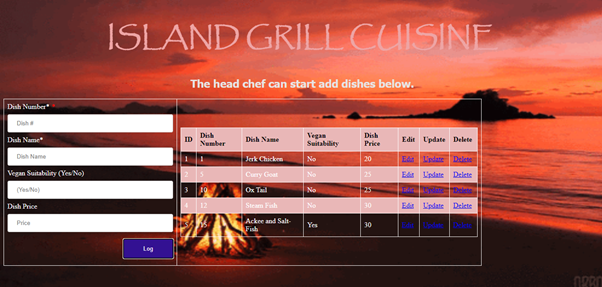 ISLAND GRILL CUISINE
The head chef can start add dishes below.
Dish Number*
Dish #
Dish Name*
Dish Name
Vegan Suitability (Yes/No)
(Yes/No)
Dish Price
Price
Log
ID Dish Number Dish Name Vegan Suitability Dish Price Edit Update Delete
1 1 Jerk Chicken No 20 Edit Update Delete
2 5 Curry Goat No 25 Edit Update Delete
3 10 Ox Tail No 25 Edit Update Delete
4 12 Steam Fish No 30 Edit Update Delete
5 15 Ackee and Salt-Fish Yes 30 Edit Update Delete